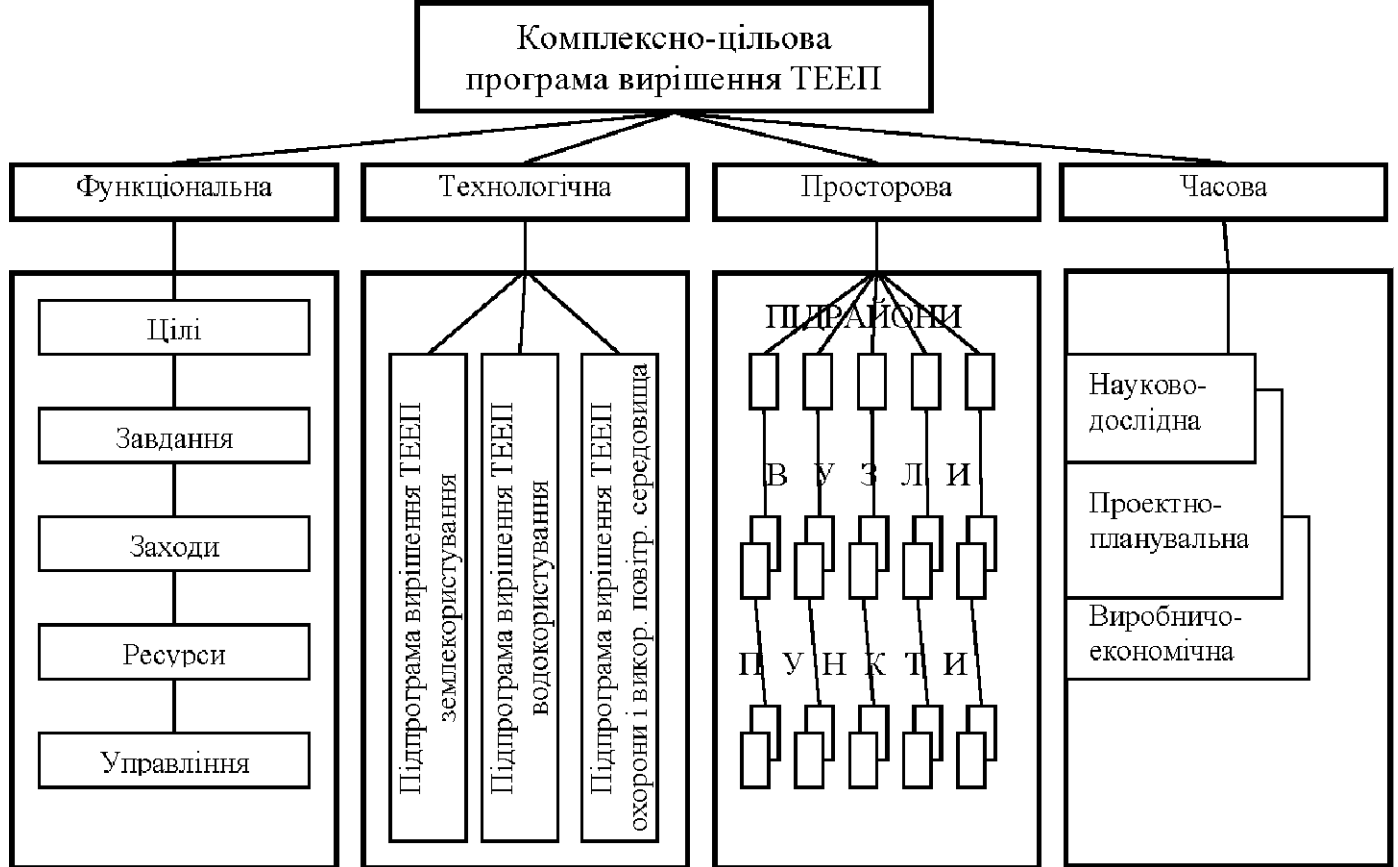 Комплексно-цільова
програма вирішення ТЕЕП
Функціональна
Технологічна
Просторова
Часова
Цілі
Завдання
Заходи
Ресурси
Управління
Підпрограма вирішення ТЕЕП
землекористування
Підпрограма вирішення ТЕЕП
водокористування
Підпрограма вирішення ТЕЕП
охорони і викор. повітр. середовища
ПІДРАЙОНИ
В У З Л И
П У Н К Т И
Науково-
дослідна
Проектно-
планувальна
Виробничо-
економічна